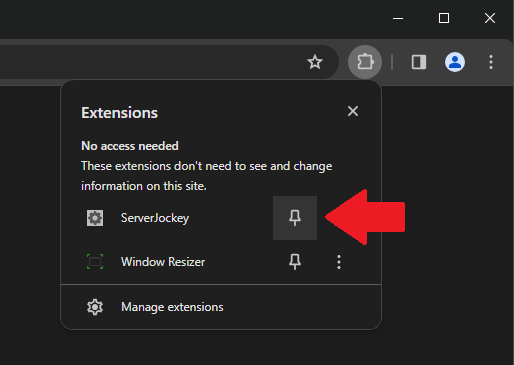 Extensions
No access needed
These extensions don't need to see and change
information on this site.
ServerJockey
Window Resizer
Manage extensions